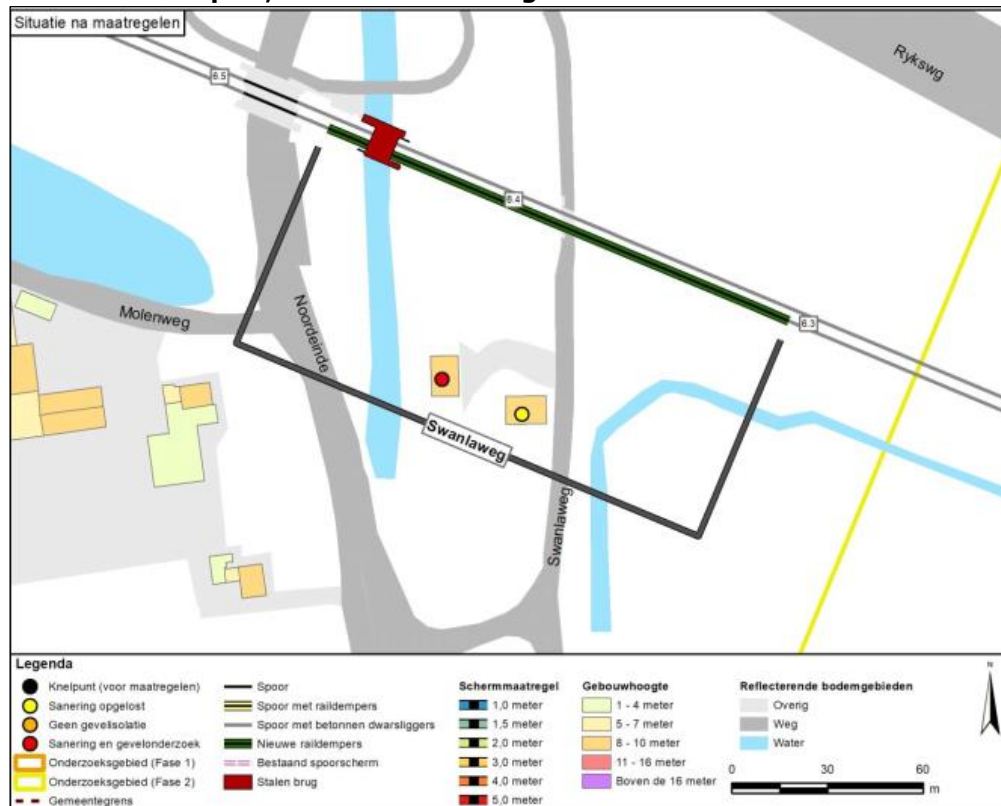 Situatie na maatregelen
Rykswg
6.5
6.4
6.3
Molenweg
Noordeinde
Swanlaweg
Swanlaweg
Legenda
Knelpunt (voor maatregelen)
Sanering opgelost
Geen gevelisolatie
Sanering en gevelonderzoek
Onderzoeksgebied (Fase 1)
Onderzoeksgebied (Fase 2)
Gemeentegrens
Spoor
Spoor met raildempers
Spoor met betonnen dwarsliggers
Nieuwe raildempers
Bestaand spoorscherm
Stalen brug
Schermmaatregel
1,0 meter
1,5 meter
2,0 meter
3,0 meter
4,0 meter
5,0 meter
Gebouwhoogte
1 - 4 meter
5 - 7 meter
8 - 10 meter
11 - 16 meter
Boven de 16 meter
Reflecterende bodemgebieden
Overig
Weg
Water
N
0 30 60
m